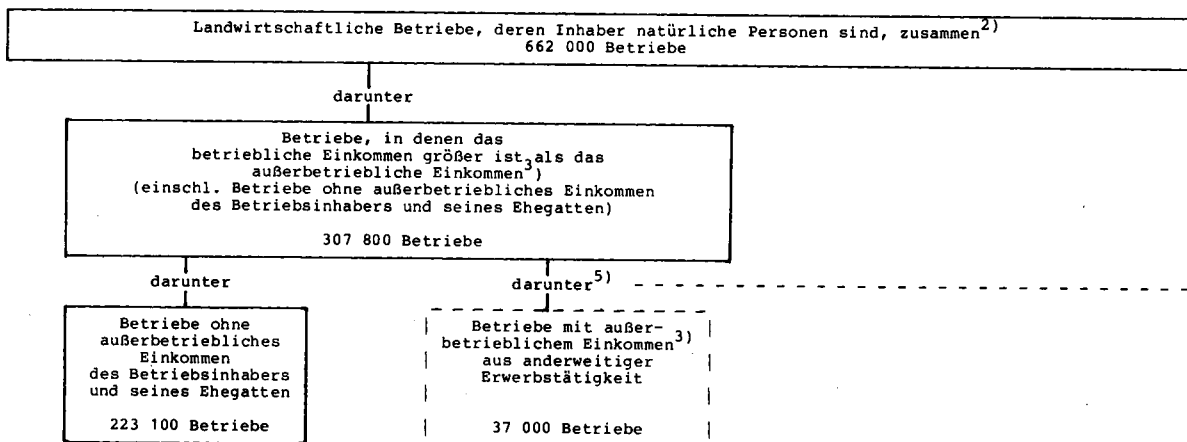 Landwirtschaftliche Betriebe, deren Inhaber natürliche Personen sind, zusammen2)
662 000 Betriebe
darunter
Betriebe, in denen das
betriebliche Einkommen größer ist als das
außerbetriebliche Einkommen3)
(einschl. Betriebe ohne außerbetriebliches Einkommen
des Betriebsinhabers und seines Ehegatten)
307 800 Betriebe
darunter
darunter5)
Betriebe ohne
außerbetriebliches
Einkommen
des Betriebsinhabers
und seines Ehegatten
223 100 Betriebe
Betriebe mit außer-
betrieblichem Einkommen3)
aus anderweitiger
Erwerbstätigkeit
37 000 Betriebe